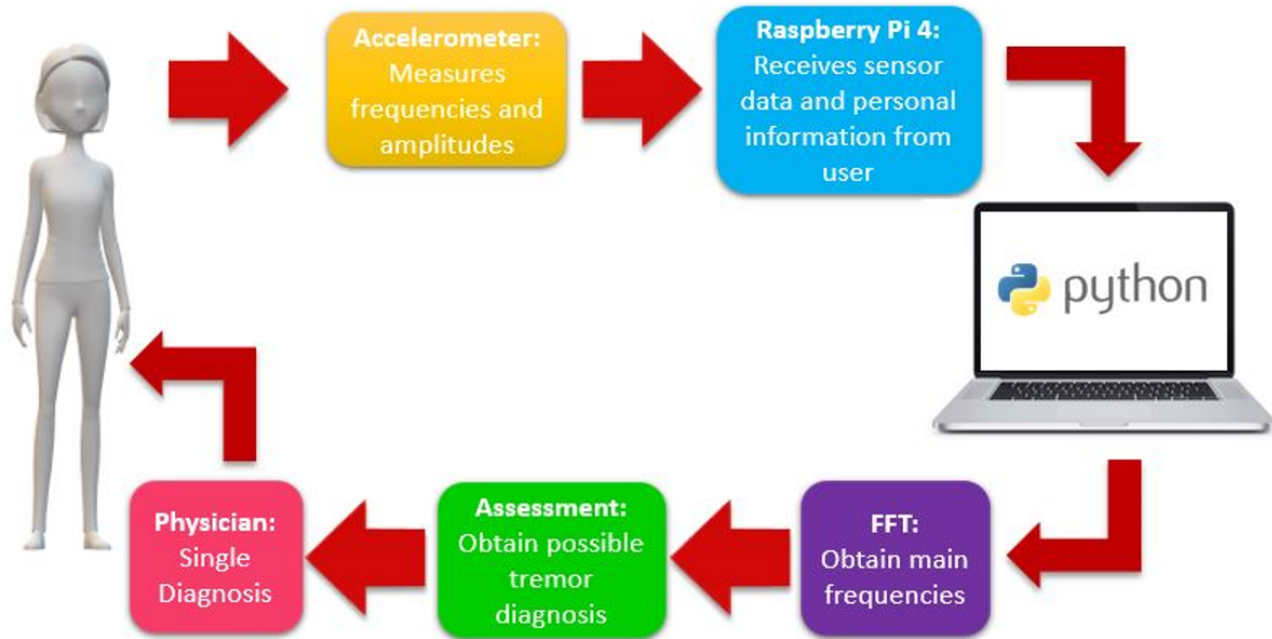 Accelerometer:
Measures
frequencies and
amplitudes
Raspberry Pi 4:
Receives sensor
data and personal
information from
user
python
Physician:
Single
Diagnosis
Assessment:
Obtain possible
tremor
diagnosis
FFT:
Obtain main
frequencies